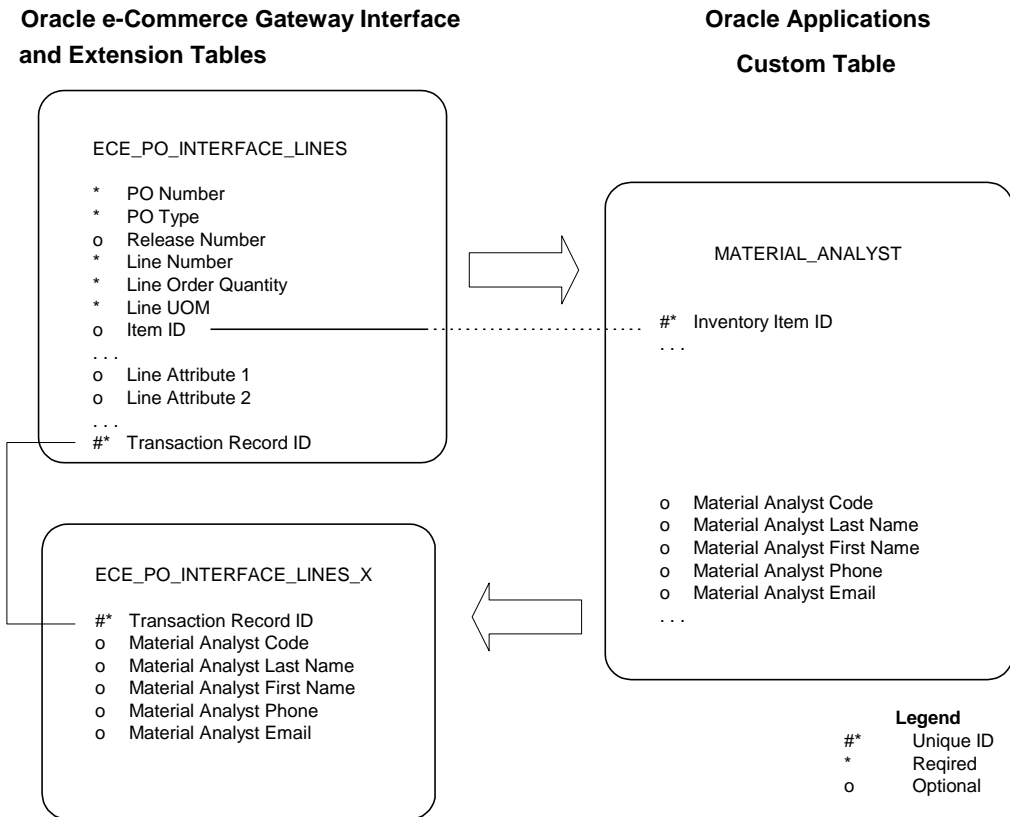 Oracle e-Commerce Gateway Interface
and Extension Tables
Oracle Applications
Custom Table
ECE_PO_INTERFACE_LINES
* PO Number
* PO Type
o Release Number
* Line Number
* Line Order Quantity
* Line UOM
o Item ID
. . .
o Line Attribute 1
o Line Attribute 2
. . .
#* Transaction Record ID
MATERIAL_ANALYST
#* Inventory Item ID
. . .
o Material Analyst Code
o Material Analyst Last Name
o Material Analyst First Name
o Material Analyst Phone
o Material Analyst Email
. . .
ECE_PO_INTERFACE_LINES_X
#* Transaction Record ID
o Material Analyst Code
o Material Analyst Last Name
o Material Analyst First Name
o Material Analyst Phone
o Material Analyst Email
Legend
#* Unique ID
* Reqired
o Optional